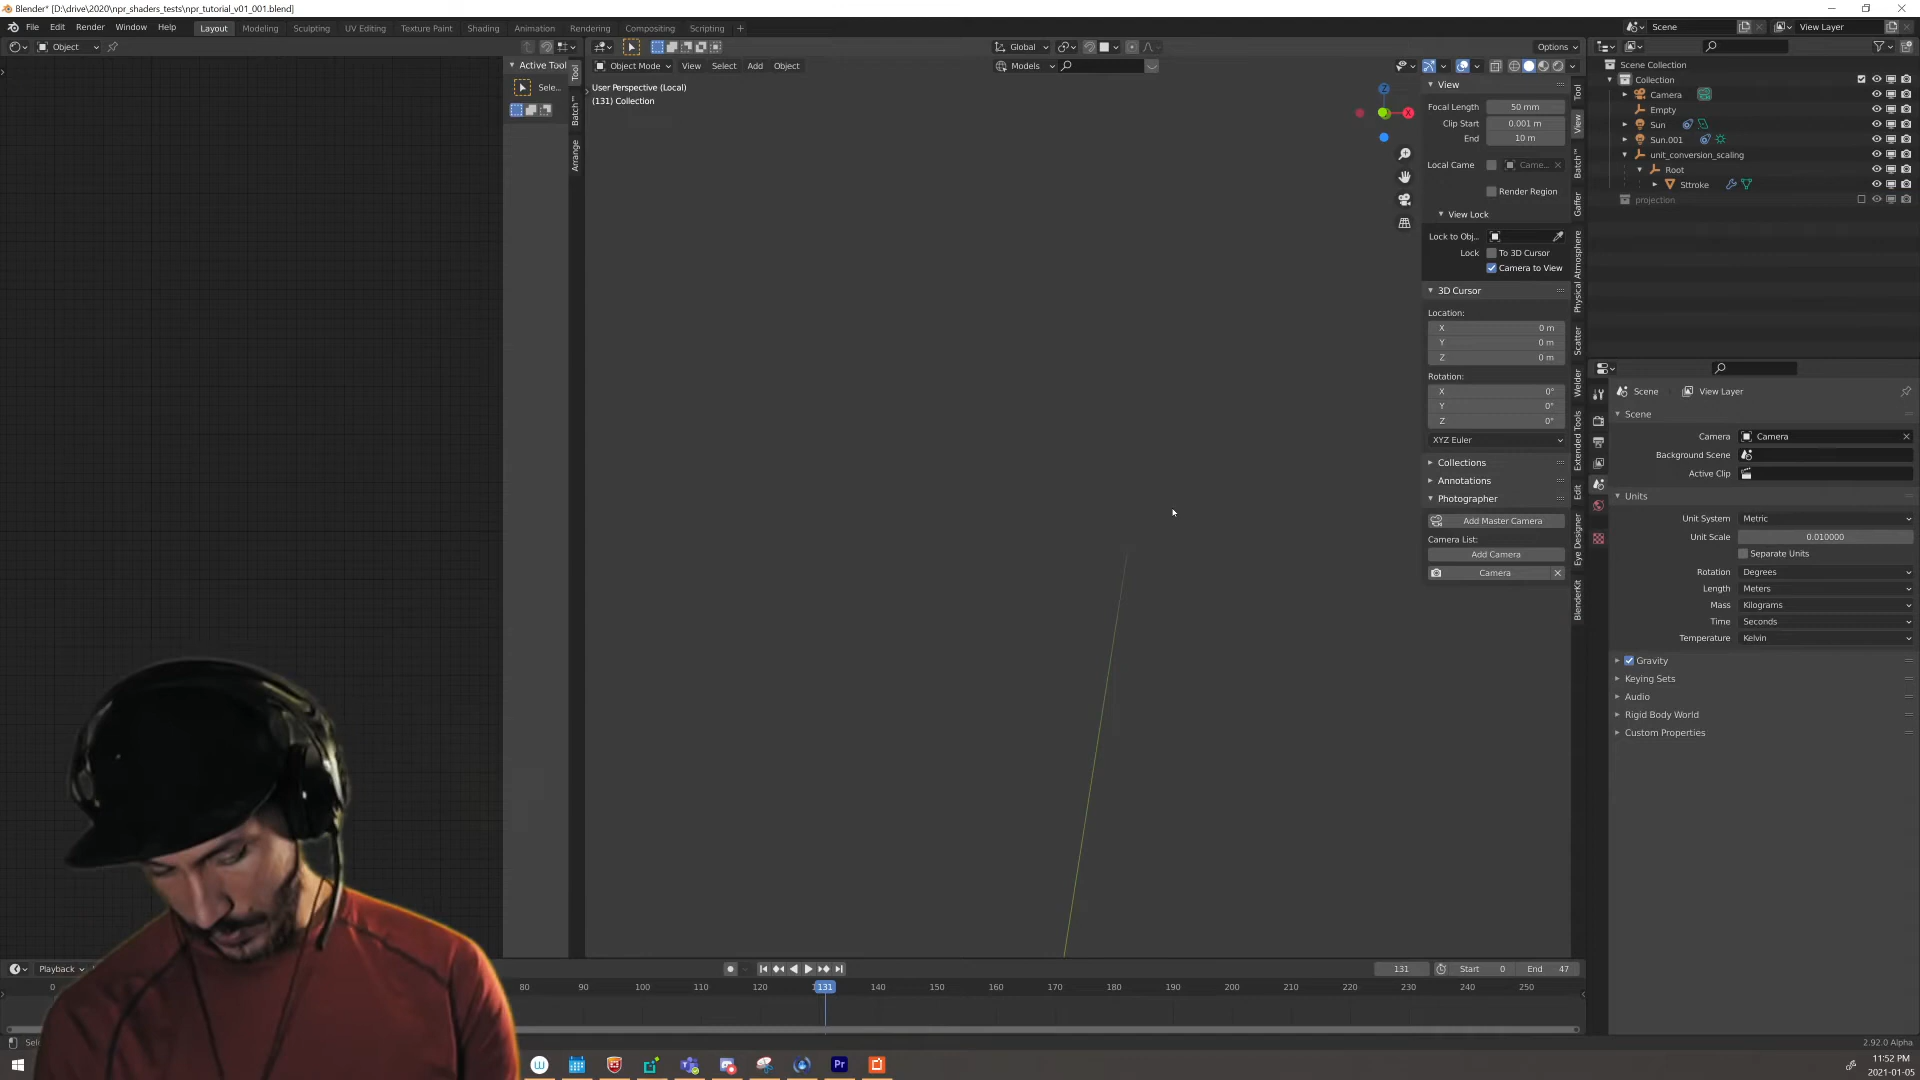 Blender* [D:\drive\2020\npr_shaders_tests\npr_tutorial_v01_001.blend]
File Edit Render Window Help Layout Modeling Sculpting UV Editing Texture Paint Shading Animation Rendering Compositing Scripting + Scene View Layer
Object Global Options
Active Tool
Sele...
Tool
Batch
Arrange
Object Mode View Select Add Object Models
User Perspective (Local)
(131) Collection
X
Z
View
Focal Length 50 mm
Clip Start 0.001 m
End 10 m
Local Came Came...
Render Region
View Lock
Lock to Obj...
Lock To 3D Cursor
Camera to View
3D Cursor
Location:
X 0 m
Y 0 m
Z 0 m
Rotation:
X 0°
Y 0°
Z 0°
XYZ Euler
Collections
Annotations
Photographer
Add Master Camera
Camera List:
Add Camera
Camera
Tool
View
Batch™
Gaffer
Physical Atmosphere
Scatter
Welder
Extended Tools
Edit
Eye Designer
BlenderKit
Scene Collection
Collection
Camera
Empty
Sun
Sun.001
unit_conversion_scaling
Root
Sttroke
projection
Scene View Layer
Scene
Camera Camera
Background Scene
Active Clip
Units
Unit System Metric
Unit Scale 0.010000
Separate Units
Rotation Degrees
Length Meters
Mass Kilograms
Time Seconds
Temperature Kelvin
Gravity
Keying Sets
Audio
Rigid Body World
Custom Properties
Playback 131 Start 0 End 47
0 80 90 100 110 120 131 140 150 160 170 180 190 200 210 220 230 240 250
2.92.0 Alpha
Pr
11:52 PM
2021-01-05